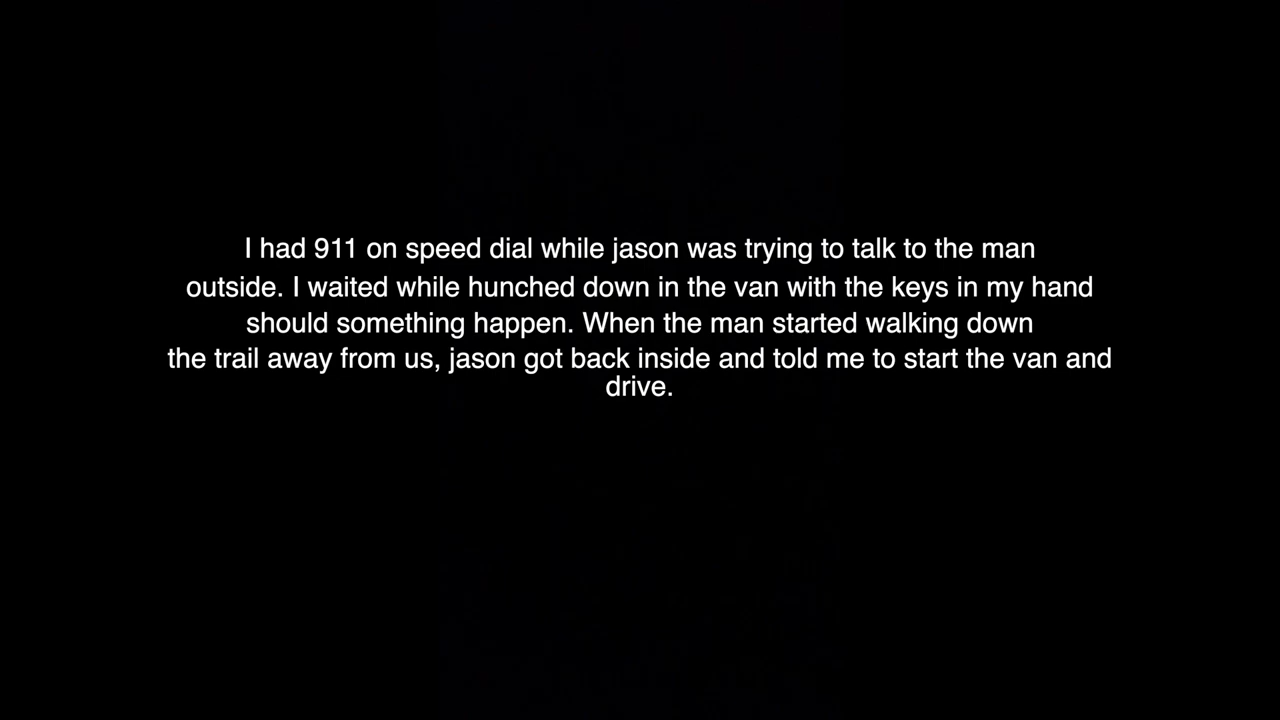 I had 911 on speed dial while jason was trying to talk to the man
outside. I waited while hunched down in the van with the keys in my hand
should something happen. When the man started walking down
the trail away from us, jason got back inside and told me to start the van and
drive.